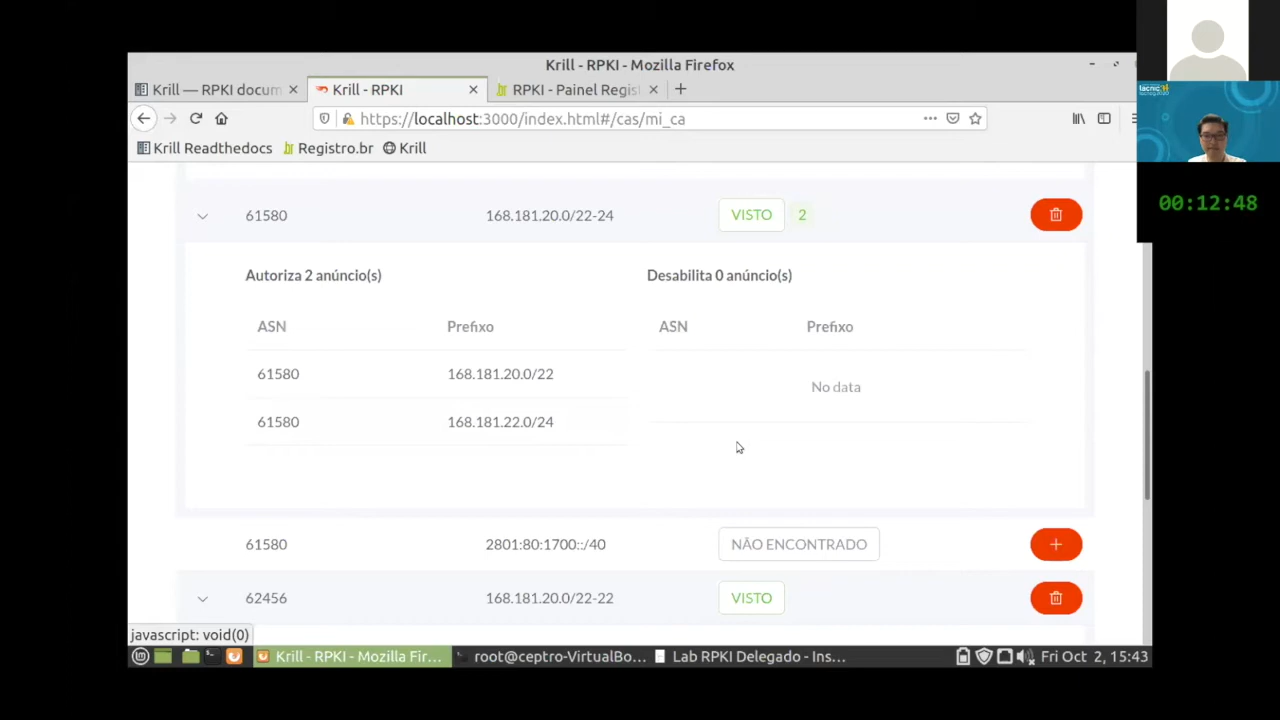 Krill - RPKI - Mozilla Firefox
Krill — RPKI docum
Krill - RPKI
RPKI - Painel Regist
https://localhost:3000/index.html#/cas/mi_ca
Krill Readthedocs
Registro.br
Krill
lacnic34
lacnog2020
00:12:48
61580 168.181.20.0/22-24 VISTO 2
Autoriza 2 anúncio(s)
Desabilita 0 anúncio(s)
ASN Prefixo
ASN Prefixo
61580 168.181.20.0/22
No data
61580 168.181.22.0/24
61580 2801:80:1700::/40 NÃO ENCONTRADO
62456 168.181.20.0/22-22 VISTO
javascript: void(0)
Krill - RPKI - Mozilla Fir...
root@ceptro-VirtualBo...
Lab RPKI Delegado - Ins...
Fri Oct 2, 15:43